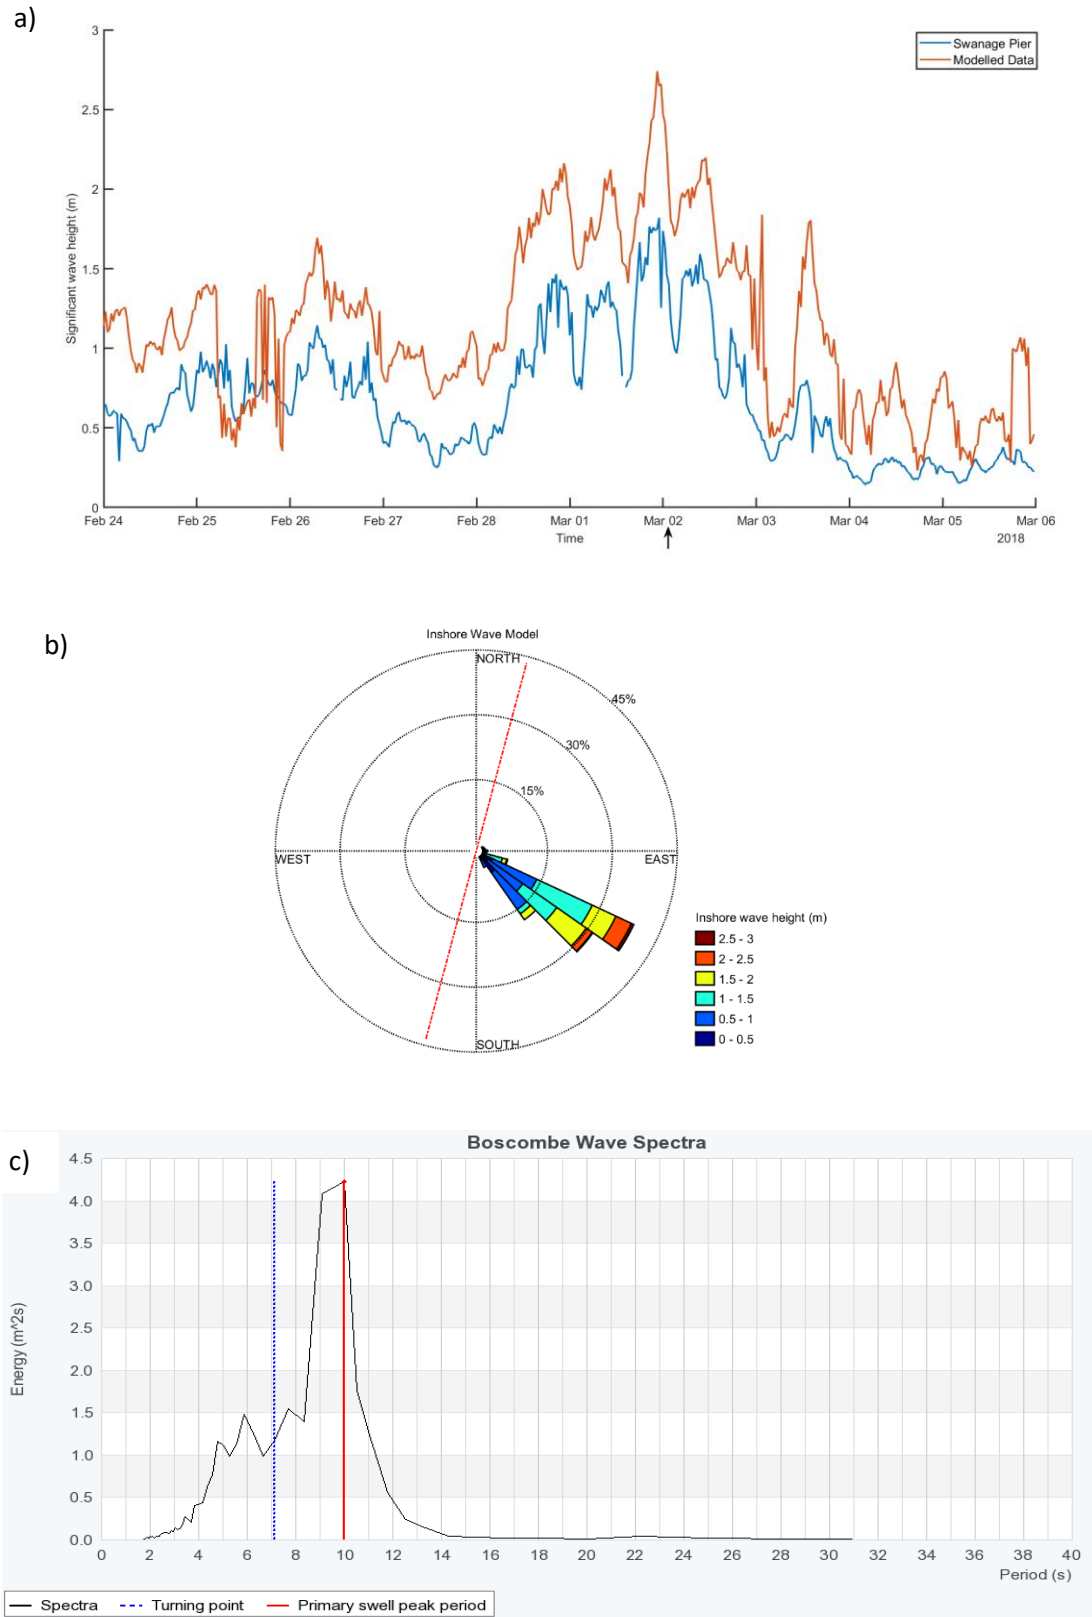 a)
3
2.5
2
1.5
1
0.5
0
Significant wave height (m)
Swanage Pier
Modelled Data
Feb 24 Feb 25 Feb 26 Feb 27 Feb 28 Mar 01 Mar 02 Mar 03 Mar 04 Mar 05 Mar 06
Time
2018
b)
Inshore Wave Model
NORTH
45%
30%
15%
WEST
EAST
SOUTH
Inshore wave height (m)
2.5 - 3
2 - 2.5
1.5 - 2
1 - 1.5
0.5 - 1
0 - 0.5
c)
Boscombe Wave Spectra
4.5
4.0
3.5
3.0
2.5
2.0
1.5
1.0
0.5
0.0
Energy (m^2s)
0 2 4 6 8 10 12 14 16 18 20 22 24 26 28 30 32 34 36 38 40
Period (s)
Spectra Turning point Primary swell peak period